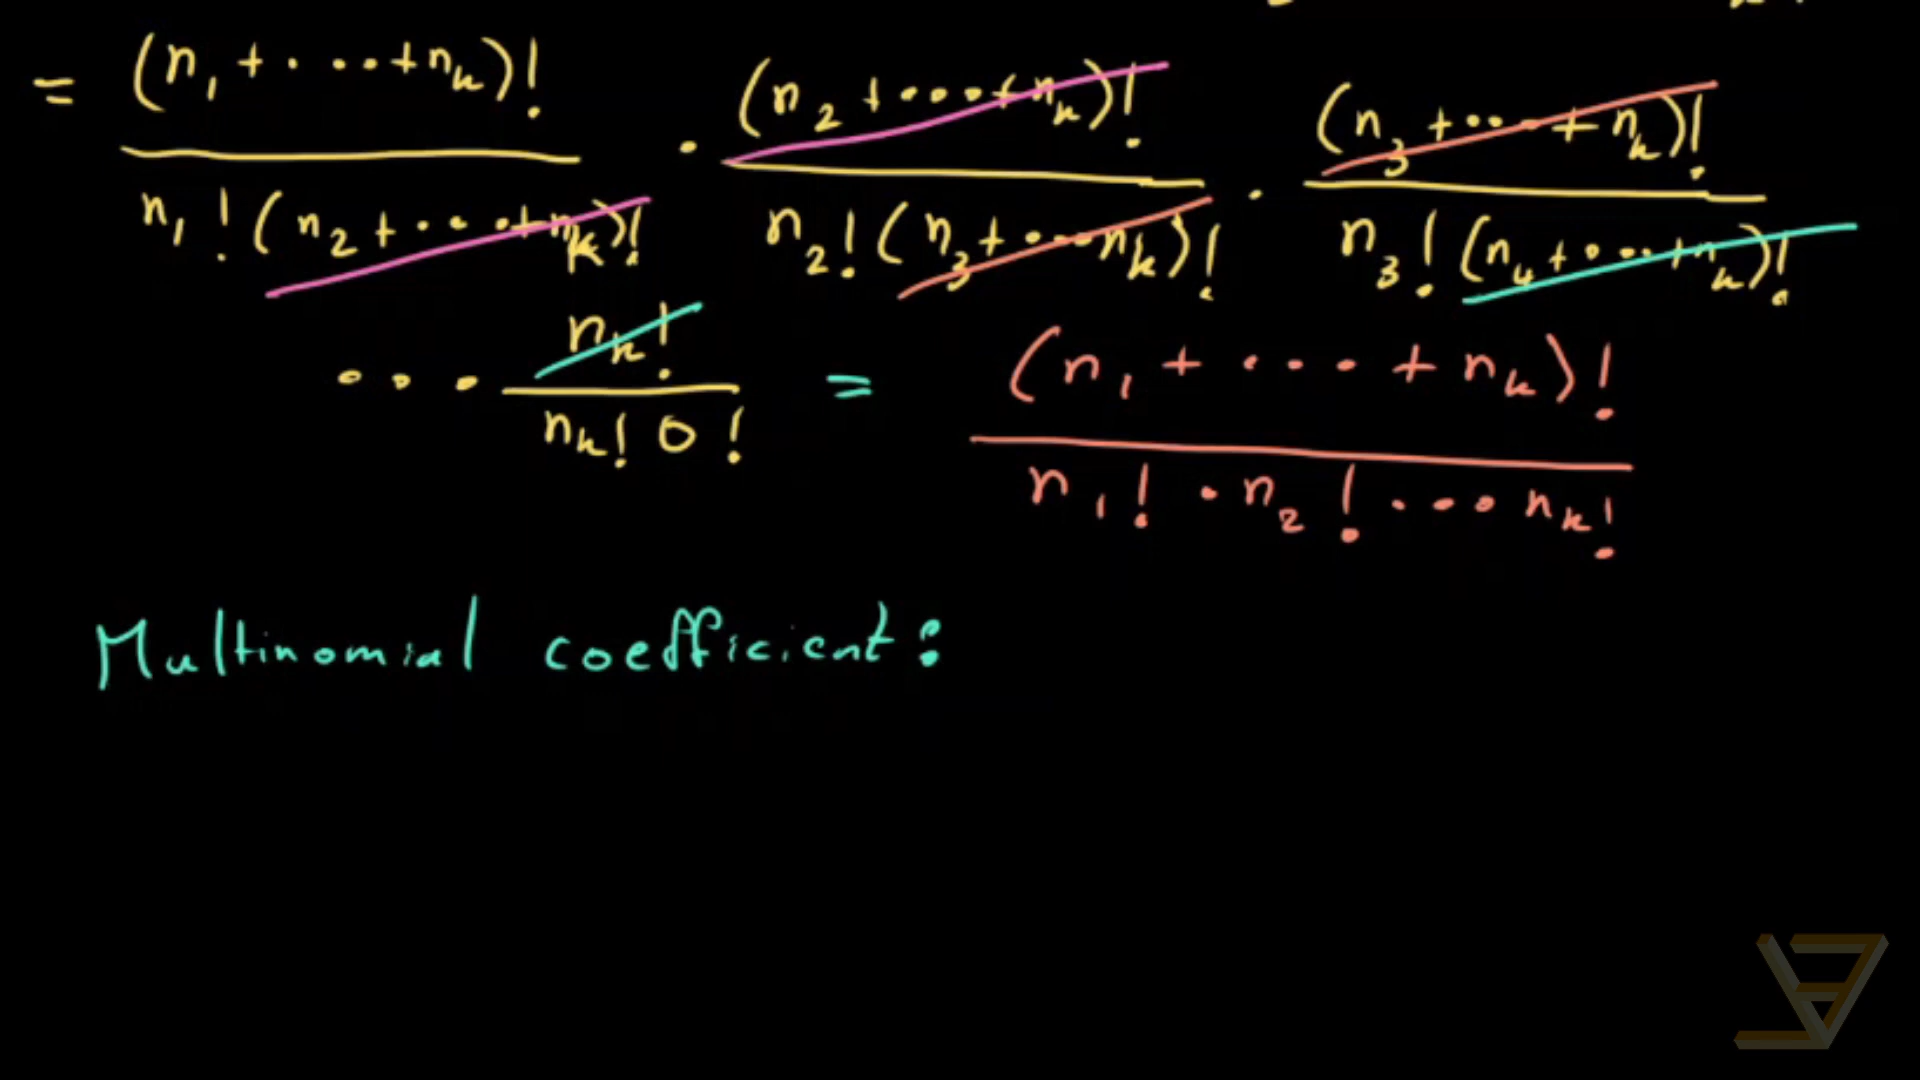 = (n₁ + ··· + nₖ)! / n₁! (n₂ + ··· + nₖ)! · (n₂ + ··· + nₖ)! / n₂! (n₃ + ··· nₖ)! · (n₃ + ··· + nₖ)! / n₃! (n₄ + ··· + nₖ)!
··· nₖ! / nₖ! 0! = (n₁ + ··· + nₖ)! / n₁! · n₂! ··· nₖ!
Multinomial coefficient: